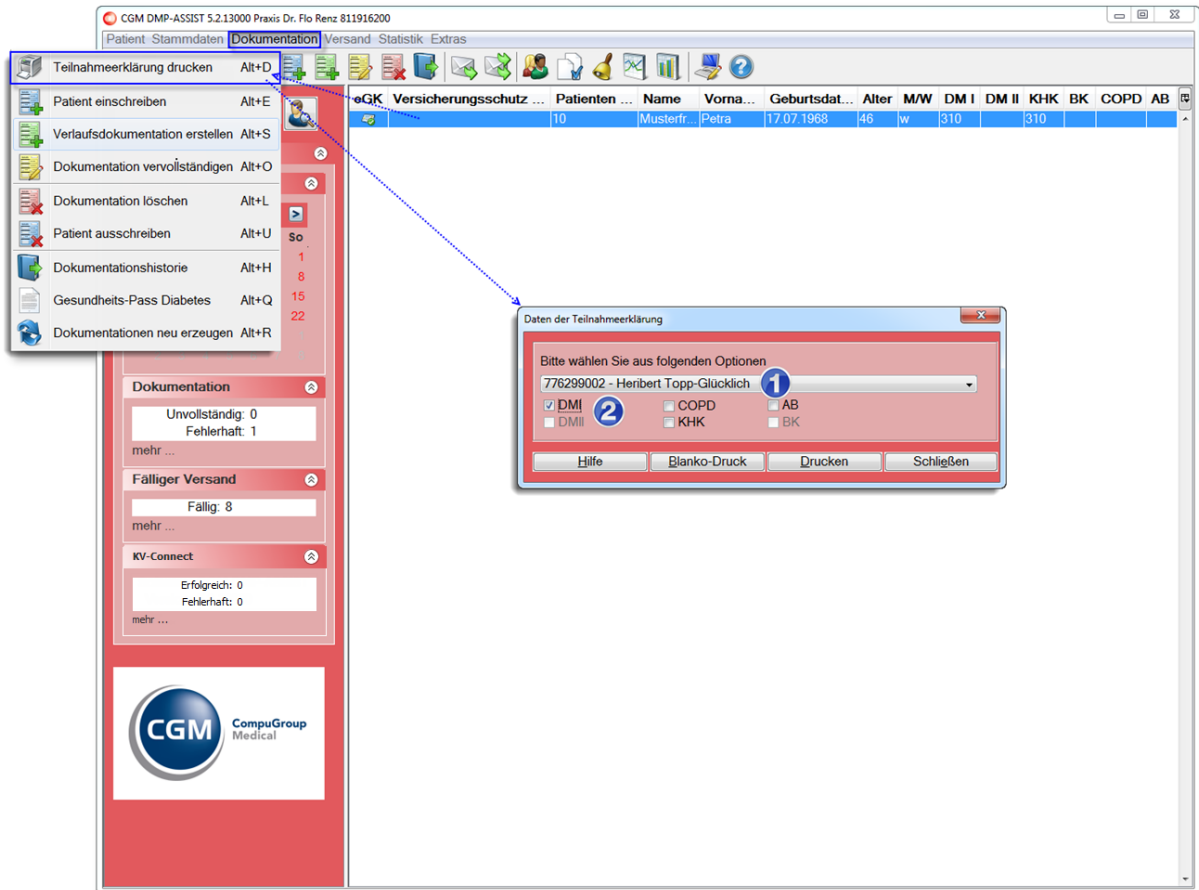 CGM DMP-ASSIST 5.2.13000 Praxis Dr. Flo Renz 811916200
Patient Stammdaten Dokumentation Versand Statistik Extras
Teilnahmeerklärung drucken Alt+D
Patient einschreiben Alt+E
Verlaufsdokumentation erstellen Alt+S
Dokumentation vervollständigen Alt+O
Dokumentation löschen Alt+L
Patient ausschreiben Alt+U
Dokumentationshistorie Alt+H
Gesundheits-Pass Diabetes Alt+Q
Dokumentationen neu erzeugen Alt+R
eGK Versicherungsschutz ... Patienten ... Name Vorna... Geburtsdat... Alter M/W DM I DM II KHK BK COPD AB
10 Musterfr... Petra 17.07.1968 46 w 310 310
So
1
8
15
22
Dokumentation
Unvollständig: 0
Fehlerhaft: 1
mehr ...
Fälliger Versand
Fällig: 8
mehr ...
KV-Connect
Erfolgreich: 0
Fehlerhaft: 0
mehr ...
CGM CompuGroup
Medical
Daten der Teilnahmeerklärung
Bitte wählen Sie aus folgenden Optionen
776299002 - Heribert Topp-Glücklich 1
DMI 2 COPD AB
DMII KHK BK
Hilfe Blanko-Druck Drucken Schließen